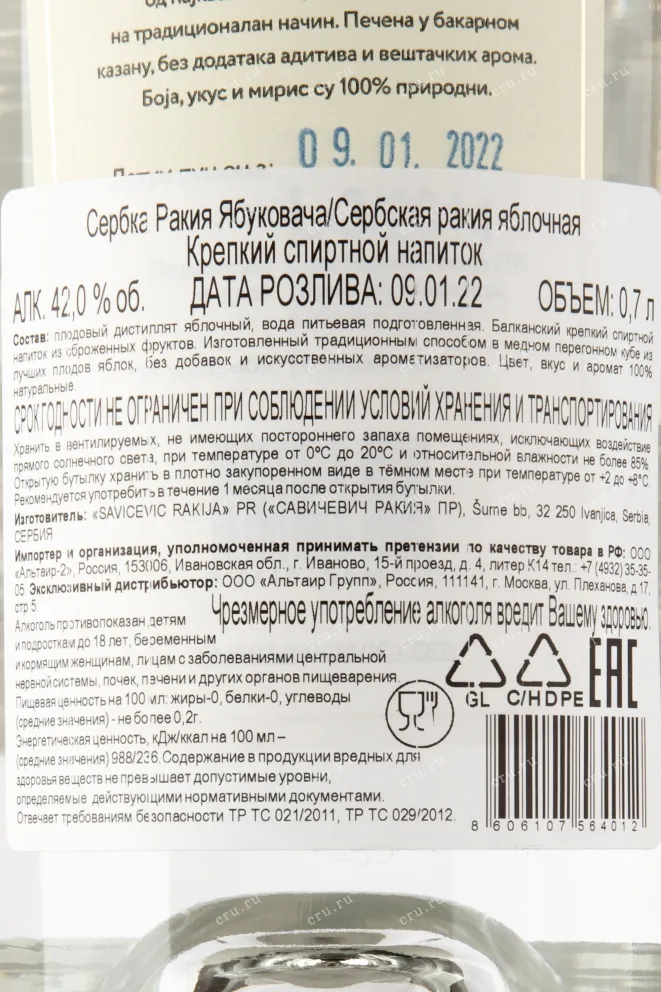 на традиционалан начин. Печена у бакарном
казану, без додатака адитива и вештачких арома.
Боја, укус и мирис су 100% природни.
09. 01. 2022
Сербка Ракия Ябуковача/Сербская ракия яблочная
Крепкий спиртной напиток
АЛК. 42,0 % об. ДАТА РОЗЛИВА: 09.01.22 ОБЪЕМ: 0,7 л
Состав: плодовый дистиллят яблочный, вода питьевая подготовленная. Балканский крепкий спиртной
напиток из сброженных фруктов. Изготовленный традиционным способом в медном перегонном кубе из
лучших плодов яблок, без добавок и искусственных ароматизаторов. Цвет, вкус и аромат 100%
натуральные.
СРОК ГОДНОСТИ НЕ ОГРАНИЧЕН ПРИ СОБЛЮДЕНИИ УСЛОВИЙ ХРАНЕНИЯ И ТРАНСПОРТИРОВАНИЯ
Хранить в вентилируемых, не имеющих постороннего запаха помещениях, исключающих воздействие
прямого солнечного света, при температуре от 0°С до 20°С и относительной влажности не более 85%.
Открытую бутылку хранить в плотно закупоренном виде в тёмном месте при температуре от +2 до +8°С.
Рекомендуется употребить в течение 1 месяца после открытия бутылки.
Изготовитель: «SAVICEVIC RAKIJA» PR («САВИЧЕВИЧ РАКИЯ» ПР), Šume bb, 32 250 Ivanjica, Serbia,
СЕРБИЯ
Импортер и организация, уполномоченная принимать претензии по качеству товара в РФ: ООО
«Альтаир-2», Россия, 153006, Ивановская обл., г. Иваново, 15-й проезд, д. 4, литер К14 тел.: +7 (4932) 35-35-
05. Эксклюзивный дистрибьютор: ООО «Альтаир Групп», Россия, 111141, г. Москва, ул. Плеханова, д.17,
стр.5.
Чрезмерное употребление алкоголя вредит Вашему здоровью.
Алкоголь противопоказан детям
и подросткам до 18 лет, беременным
и кормящим женщинам, лицам с заболеваниями центральной
нервной системы, почек, печени и других органов пищеварения.
Пищевая ценность на 100 мл: жиры-0, белки-0, углеводы
(средние значения) - не более 0,2г.
Энергетическая ценность, кДж/ккал на 100 мл –
(средние значения) 988/236. Содержание в продукции вредных для
здоровья веществ не превышает допустимые уровни,
определяемые действующими нормативными документами.
Отвечает требованиям безопасности ТР ТС 021/2011, ТР ТС 029/2012.
GL C/HDPE EAC
8 606107 564012
cru.ru